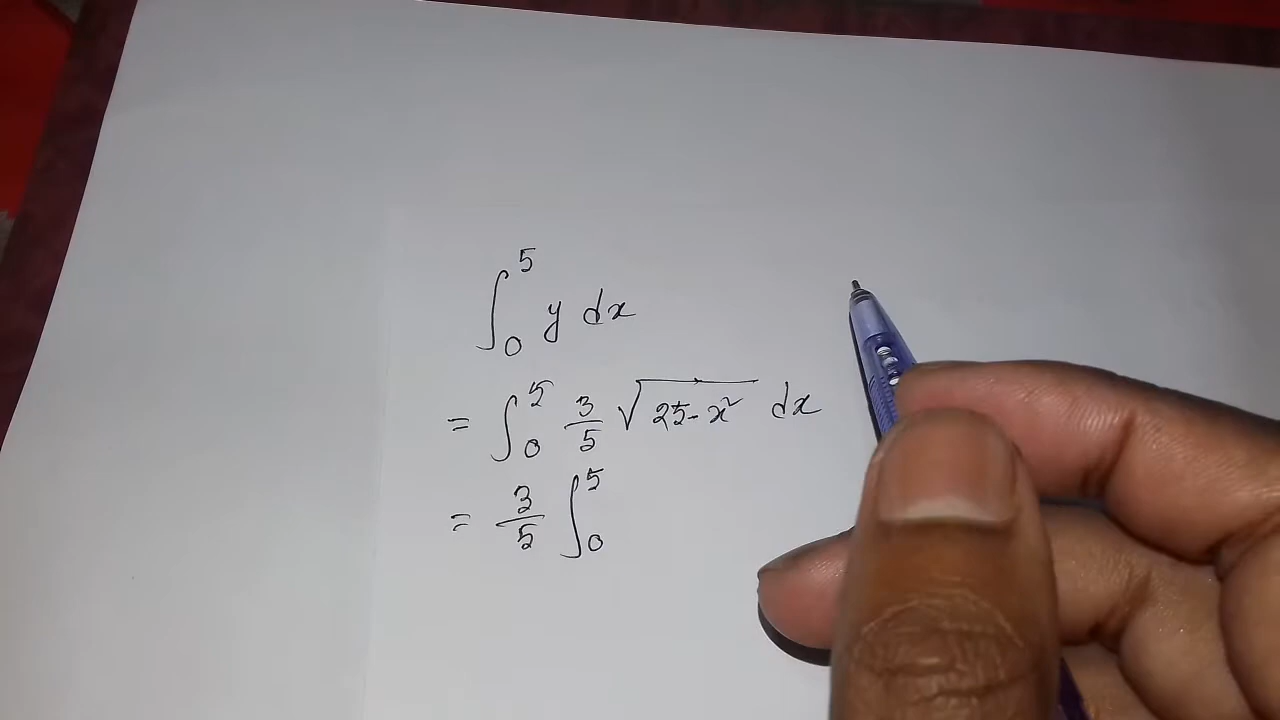 ∫₀⁵ y dx
= ∫₀⁵ 3/5 √(25-x²) dx
= 3/5 ∫₀⁵